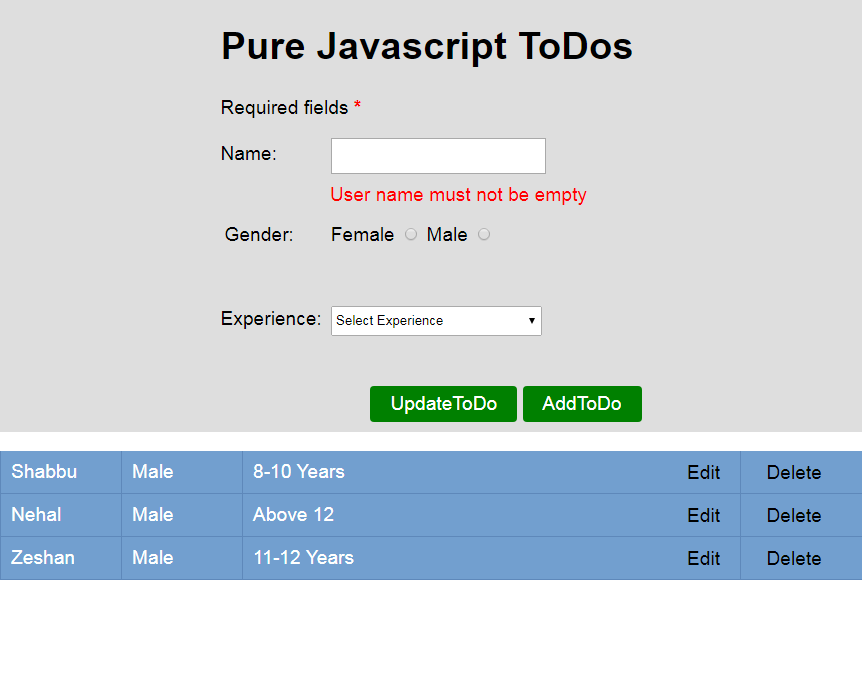 Pure Javascript ToDos
Required fields *
Name:
User name must not be empty
Gender: Female Male
Experience: Select Experience
UpdateToDo AddToDo
Shabbu Male 8-10 Years Edit Delete
Nehal Male Above 12 Edit Delete
Zeshan Male 11-12 Years Edit Delete